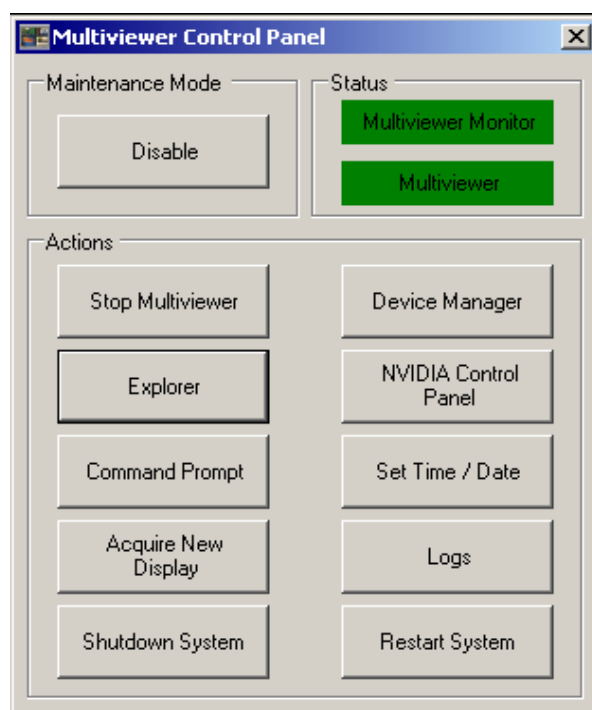 Multiviewer Control Panel
Maintenance Mode
Status
Disable
Multiviewer Monitor
Multiviewer
Actions
Stop Multiviewer
Device Manager
Explorer
NVIDIA Control
Panel
Command Prompt
Set Time / Date
Acquire New
Display
Logs
Shutdown System
Restart System